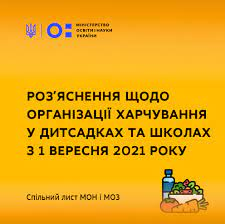 МІНІСТЕРСТВО
ОСВІТИ І НАУКИ
УКРАЇНИ
РОЗ'ЯСНЕННЯ ЩОДО
ОРГАНІЗАЦІЇ ХАРЧУВАННЯ
У ДИТСАДКАХ ТА ШКОЛАХ
З 1 ВЕРЕСНЯ 2021 РОКУ
Спільний лист МОН і МОЗ